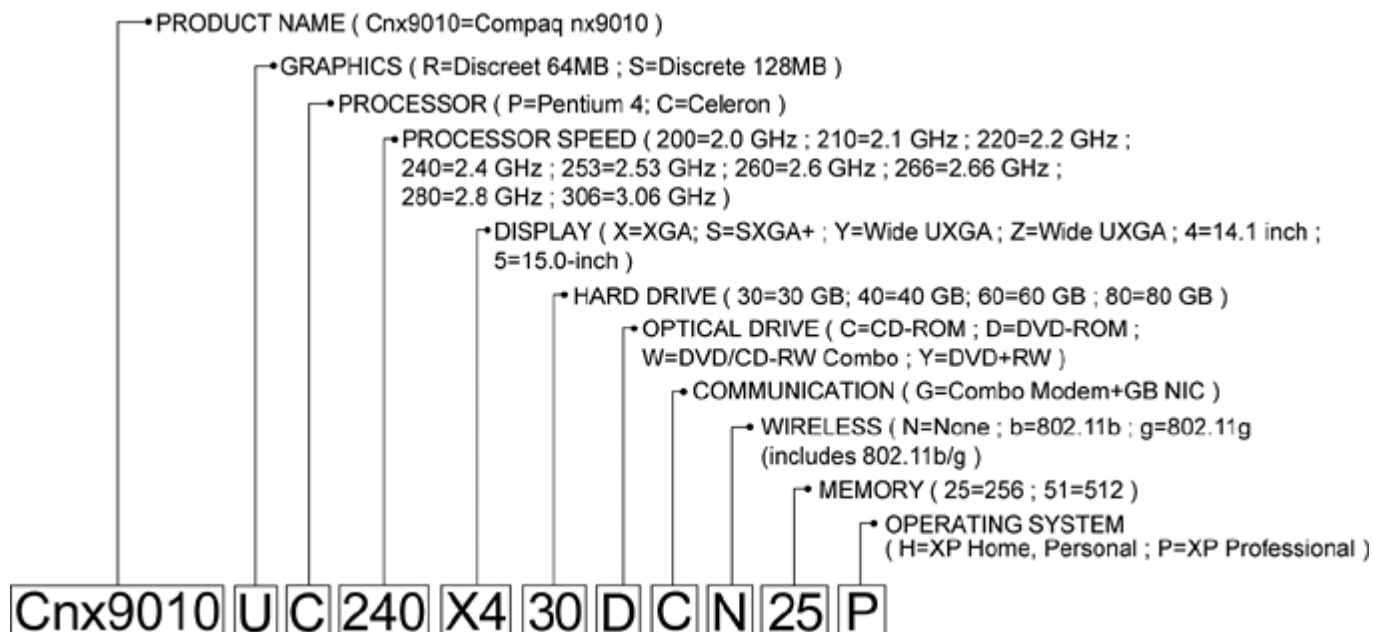 PRODUCT NAME ( Cnx9010=Compaq nx9010 )
GRAPHICS ( R=Discreet 64MB ; S=Discrete 128MB )
PROCESSOR ( P=Pentium 4; C=Celeron )
PROCESSOR SPEED ( 200=2.0 GHz ; 210=2.1 GHz ; 220=2.2 GHz ;
240=2.4 GHz ; 253=2.53 GHz ; 260=2.6 GHz ; 266=2.66 GHz ;
280=2.8 GHz ; 306=3.06 GHz )
DISPLAY ( X=XGA; S=SXGA+ ; Y=Wide UXGA ; Z=Wide UXGA ; 4=14.1 inch ;
5=15.0-inch )
HARD DRIVE ( 30=30 GB; 40=40 GB; 60=60 GB ; 80=80 GB )
OPTICAL DRIVE ( C=CD-ROM ; D=DVD-ROM ;
W=DVD/CD-RW Combo ; Y=DVD+RW )
COMMUNICATION ( G=Combo Modem+GB NIC )
WIRELESS ( N=None ; b=802.11b ; g=802.11g
(includes 802.11b/g )
MEMORY ( 25=256 ; 51=512 )
OPERATING SYSTEM
( H=XP Home, Personal ; P=XP Professional )
Cnx9010 U C 240 X4 30 D C N 25 P